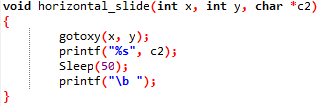 void horizontal_slide(int x, int y, char *c2)
{
gotoxy(x, y);
printf("%s", c2);
Sleep(50);
printf("\b ");
}